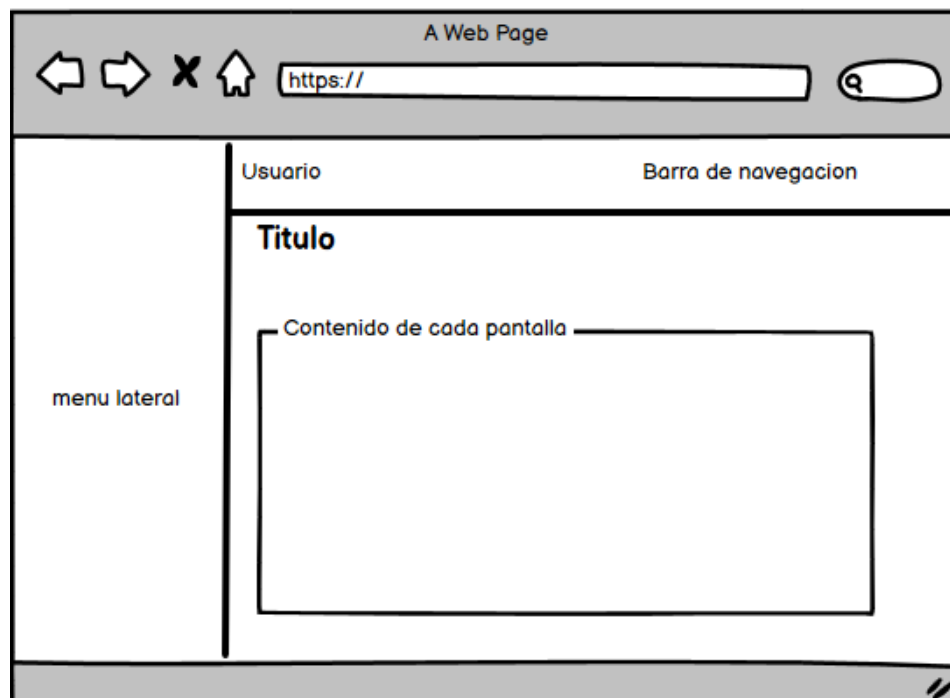 A Web Page
https://
Usuario
Barra de navegacion
Titulo
Contenido de cada pantalla
menu lateral